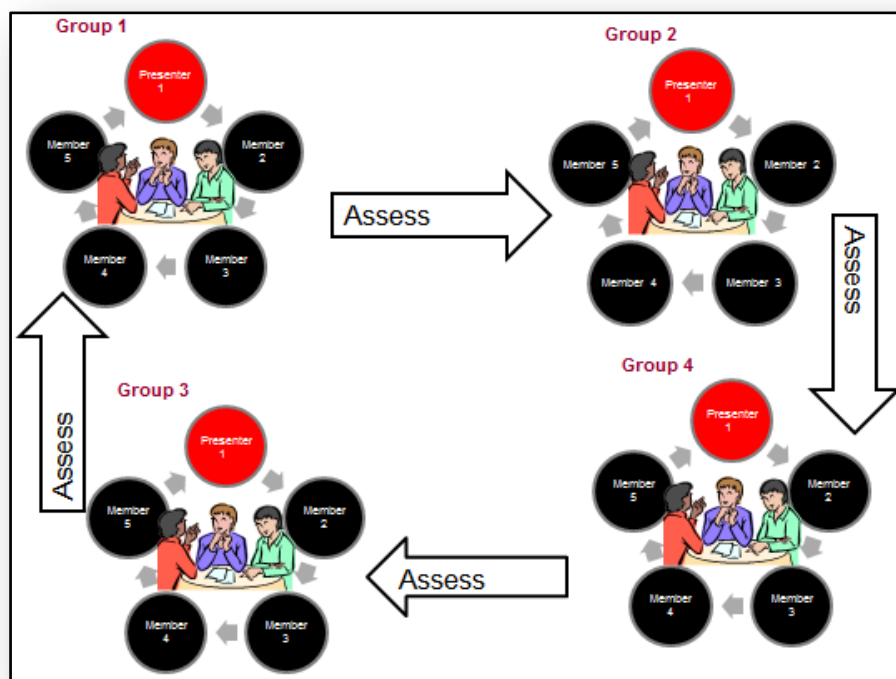 Group 1
Presenter
1
Member
5
Member
2
Member
4
Member
3
Assess
Group 2
Presenter
1
Member 5
Member 2
Member 4
Member 3
Assess
Group 4
Presenter
1
Member
5
Member
2
Member
4
Member
3
Assess
Group 3
Presenter
1
Member
5
Member
2
Member
4
Member
3
Assess